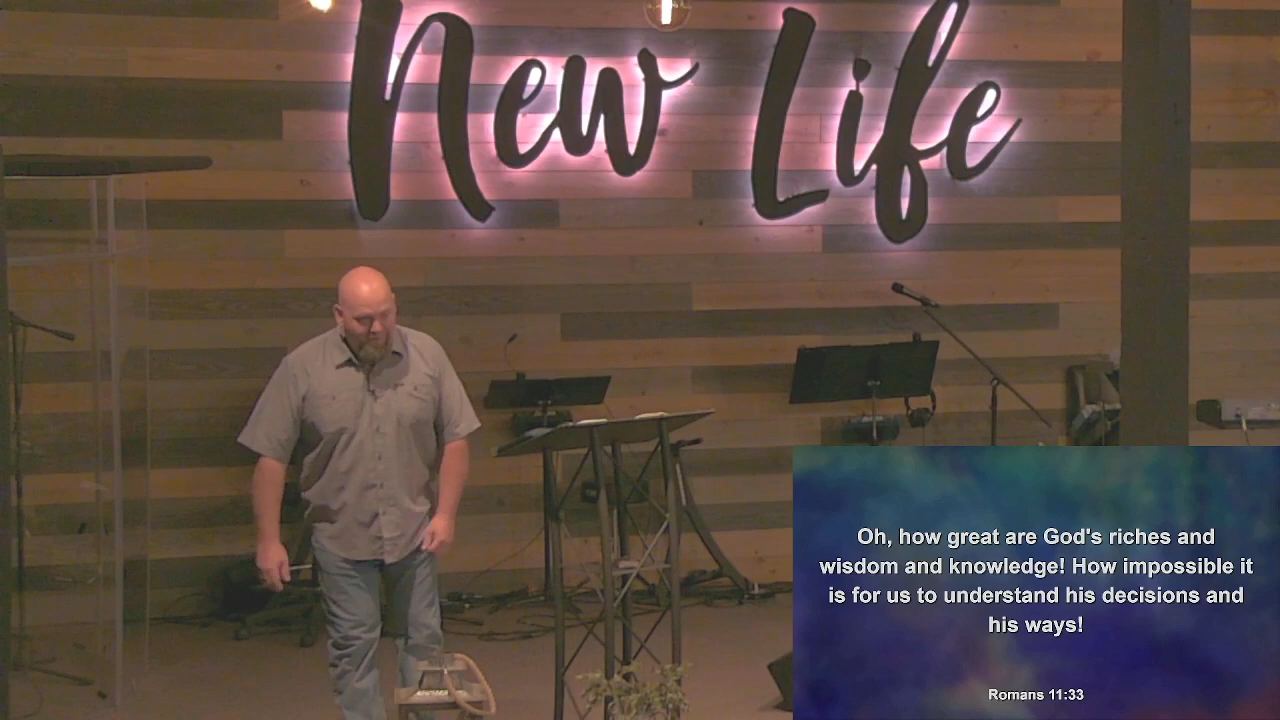 New Life
Oh, how great are God's riches and
wisdom and knowledge! How impossible it
is for us to understand his decisions and
his ways!
Romans 11:33